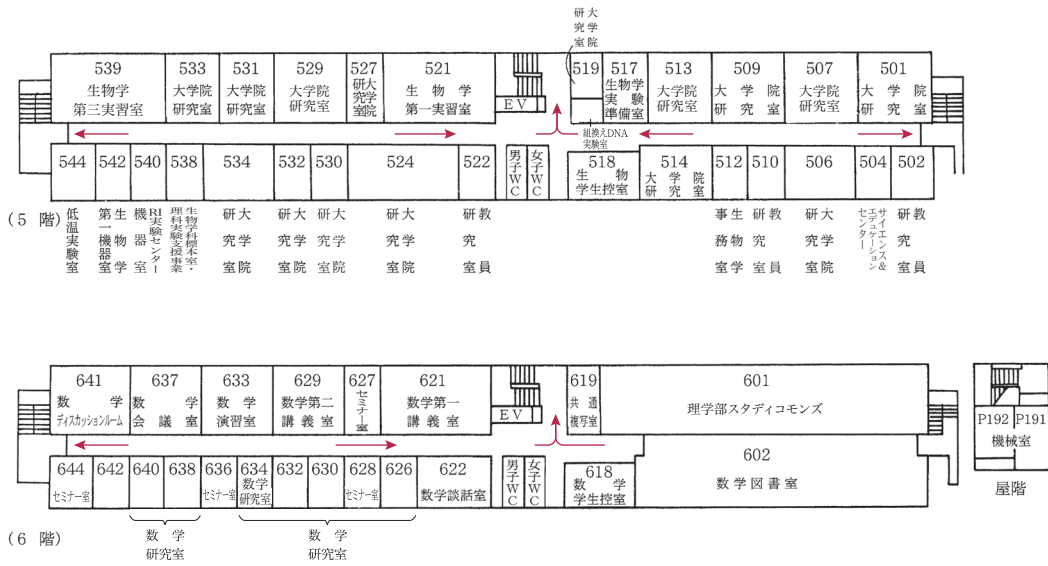 大学院
研究室
539
生物学
第三実習室
533
大学院
研究室
531
大学院
研究室
529
大学院
研究室
527
大学院
研究室
521
生物学
第一実習室
EV
519
517
生物学
実験
準備室
513
大学院
研究室
509
大学院
研究室
507
大学院
研究室
501
大学院
研究室
組換えDNA
実験室
544
542
540
538
534
532
530
524
522
男子WC
女子WC
518
生物
学生控室
514
大学院
研究室
512
510
506
504
502
(5 階)
低温実験室
生物学
第一機器室
RI実験センター
機器室
生物学科標本室・
理科実験支援事業
大学院
研究室
大学院
研究室
大学院
研究室
大学院
研究室
教員
研究室
生物学
事務室
教員
研究室
大学院
研究室
サイエンス&
エデュケーション
センター
教員
研究室
641
数学
ディスカッションルーム
637
数学
会議室
633
数学
演習室
629
数学第二
講義室
627
セミナー室
621
数学第一
講義室
EV
619
共通
複写室
601
理学部スタディコモンズ
P192
P191
機械室
屋階
644
セミナー室
642
640
638
636
セミナー室
634
数学
研究室
632
630
628
セミナー室
626
622
数学談話室
男子WC
女子WC
618
数学
学生控室
602
数学図書室
数学
研究室
数学
研究室
(6 階)